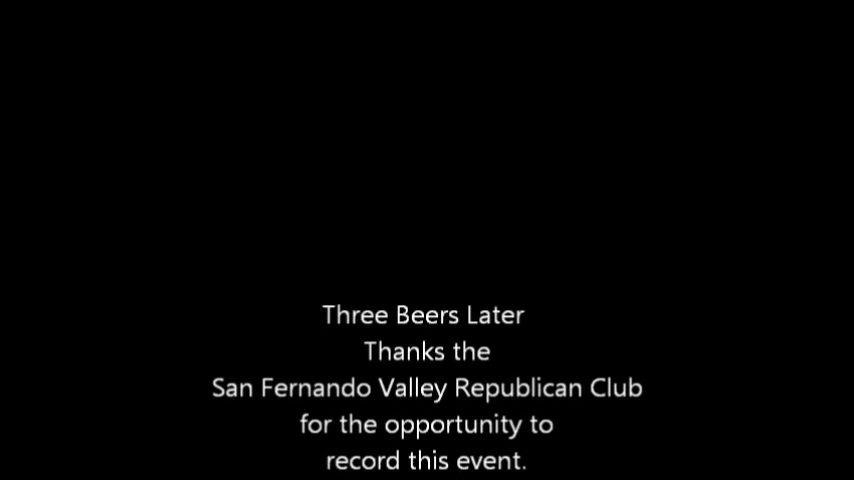 Three Beers Later
Thanks the
San Fernando Valley Republican Club
for the opportunity to
record this event.